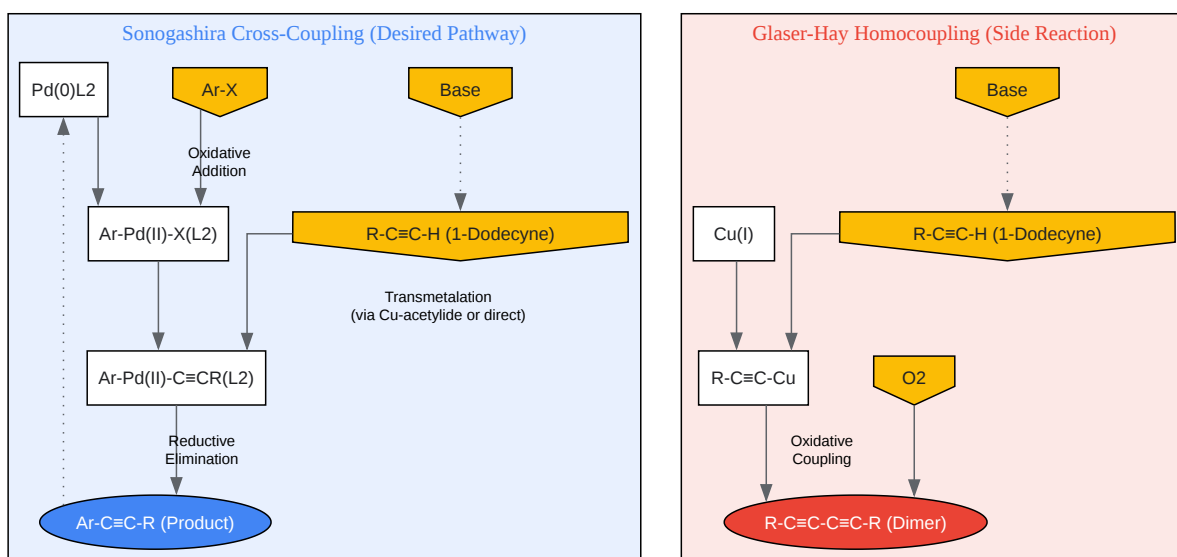 Sonogashira Cross-Coupling (Desired Pathway)
Pd(0)L2
Ar-X
Base
Oxidative
Addition
Ar-Pd(II)-X(L2)
R-C≡C-H (1-Dodecyne)
Transmetalation
(via Cu-acetylide or direct)
Ar-Pd(II)-C≡CR(L2)
Reductive
Elimination
Ar-C≡C-R (Product)
Glaser-Hay Homocoupling (Side Reaction)
Base
Cu(I)
R-C≡C-H (1-Dodecyne)
R-C≡C-Cu
O2
Oxidative
Coupling
R-C≡C-C≡C-R (Dimer)